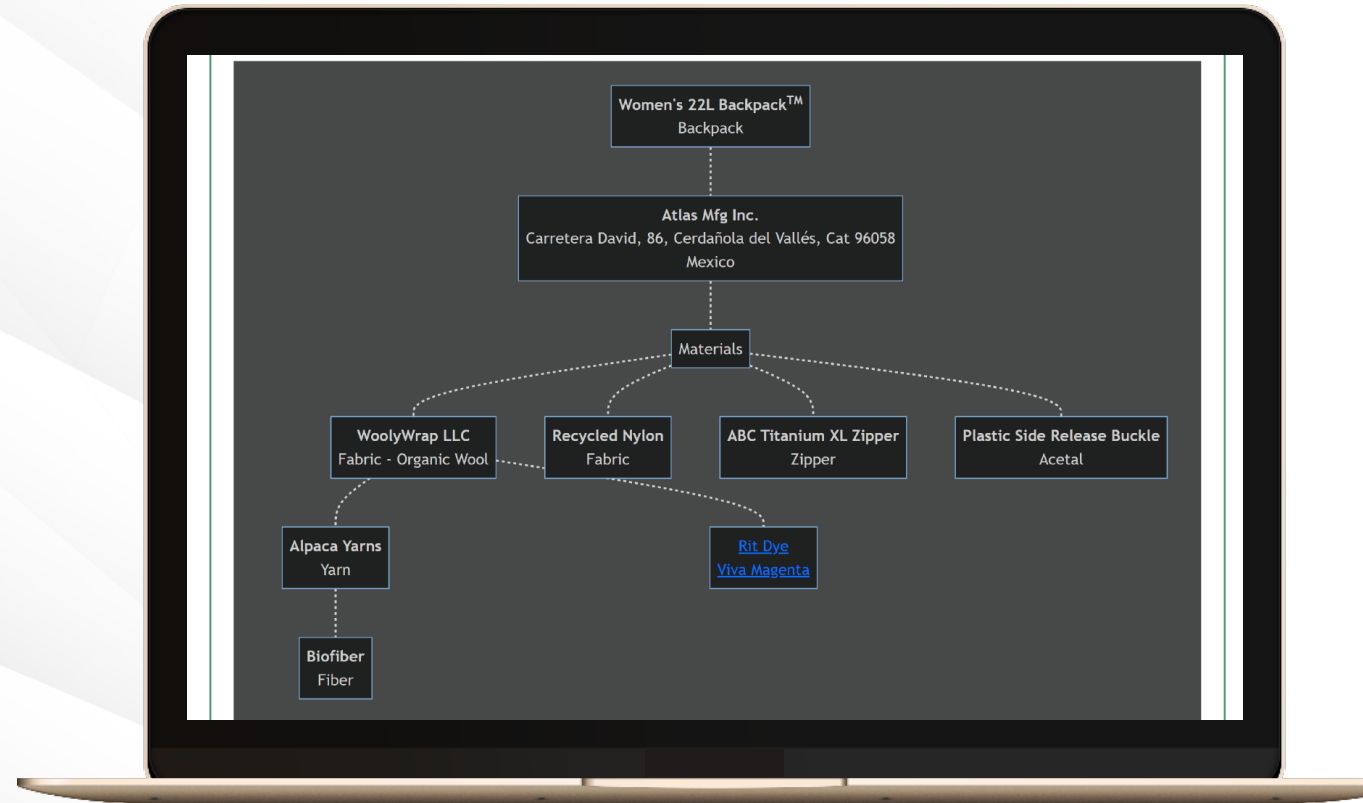 Women's 22L Backpack™
Backpack
Atlas Mfg Inc.
Carretera David, 86, Cerdañola del Vallés, Cat 96058
Mexico
Materials
WoolyWrap LLC
Fabric - Organic Wool
Recycled Nylon
Fabric
ABC Titanium XL Zipper
Zipper
Plastic Side Release Buckle
Acetal
Alpaca Yarns
Yarn
Rit Dye
Viva Magenta
Biofiber
Fiber